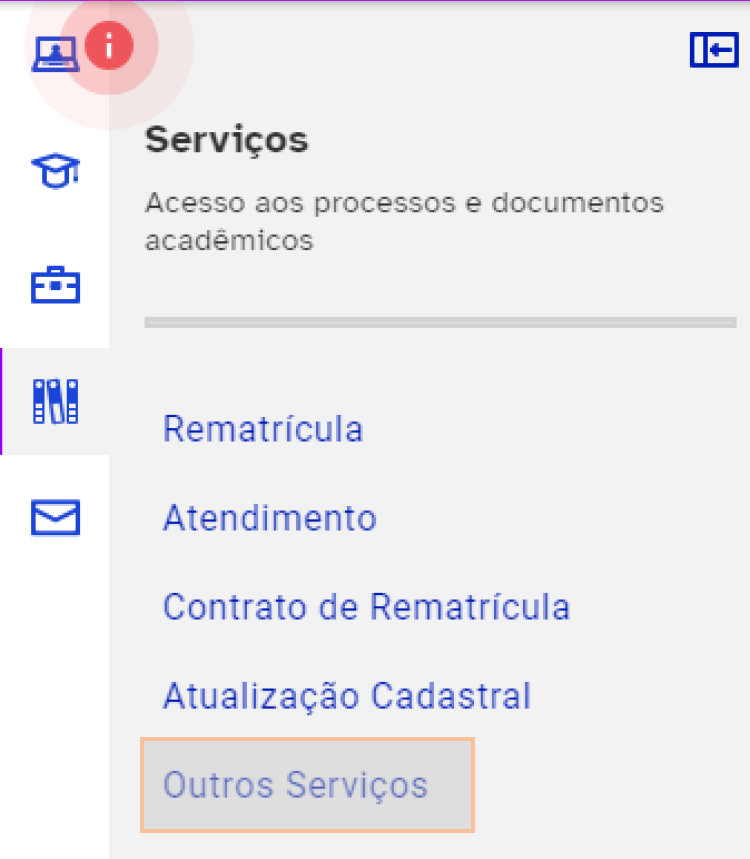 i
Serviços
Acesso aos processos e documentos
acadêmicos
Rematrícula
Atendimento
Contrato de Rematrícula
Atualização Cadastral
Outros Serviços